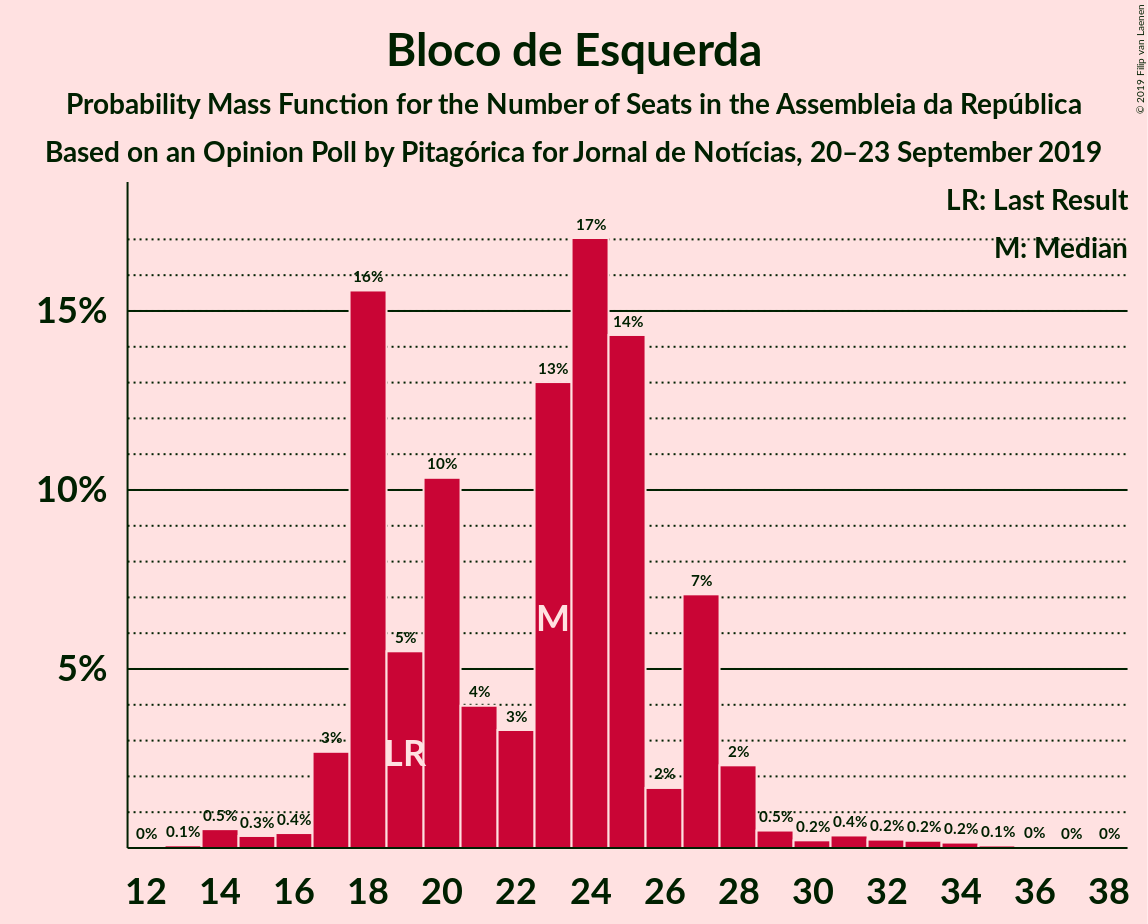 Bloco de Esquerda
Probability Mass Function for the Number of Seats in the Assembleia da República
Based on an Opinion Poll by Pitagórica for Jornal de Notícias, 20–23 September 2019
© 2019 Filip van Laenen
LR: Last Result
M: Median
17%
16%
15%
14%
13%
10%
10%
7%
M
5%
5%
4%
3%
3%
LR
2%
2%
0% 0.1% 0.5% 0.3% 0.4% 0.5% 0.2% 0.4% 0.2% 0.2% 0.2% 0.1% 0% 0% 0%
12 14 16 18 20 22 24 26 28 30 32 34 36 38